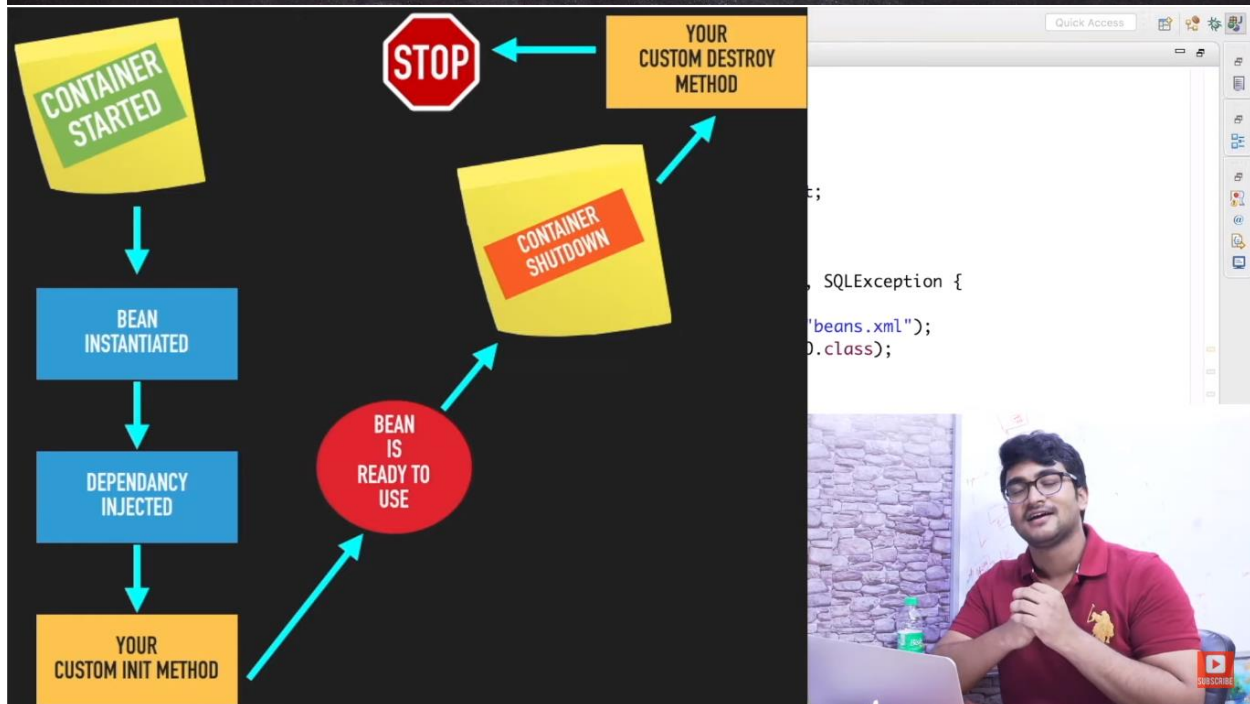 CONTAINER
STARTED
BEAN
INSTANTIATED
DEPENDANCY
INJECTED
YOUR
CUSTOM INIT METHOD
BEAN
IS
READY TO
USE
CONTAINER
SHUTDOWN
YOUR
CUSTOM DESTROY
METHOD
STOP
Quick Access
t;
, SQLException {
"beans.xml");
O.class);
SUBSCRIBE